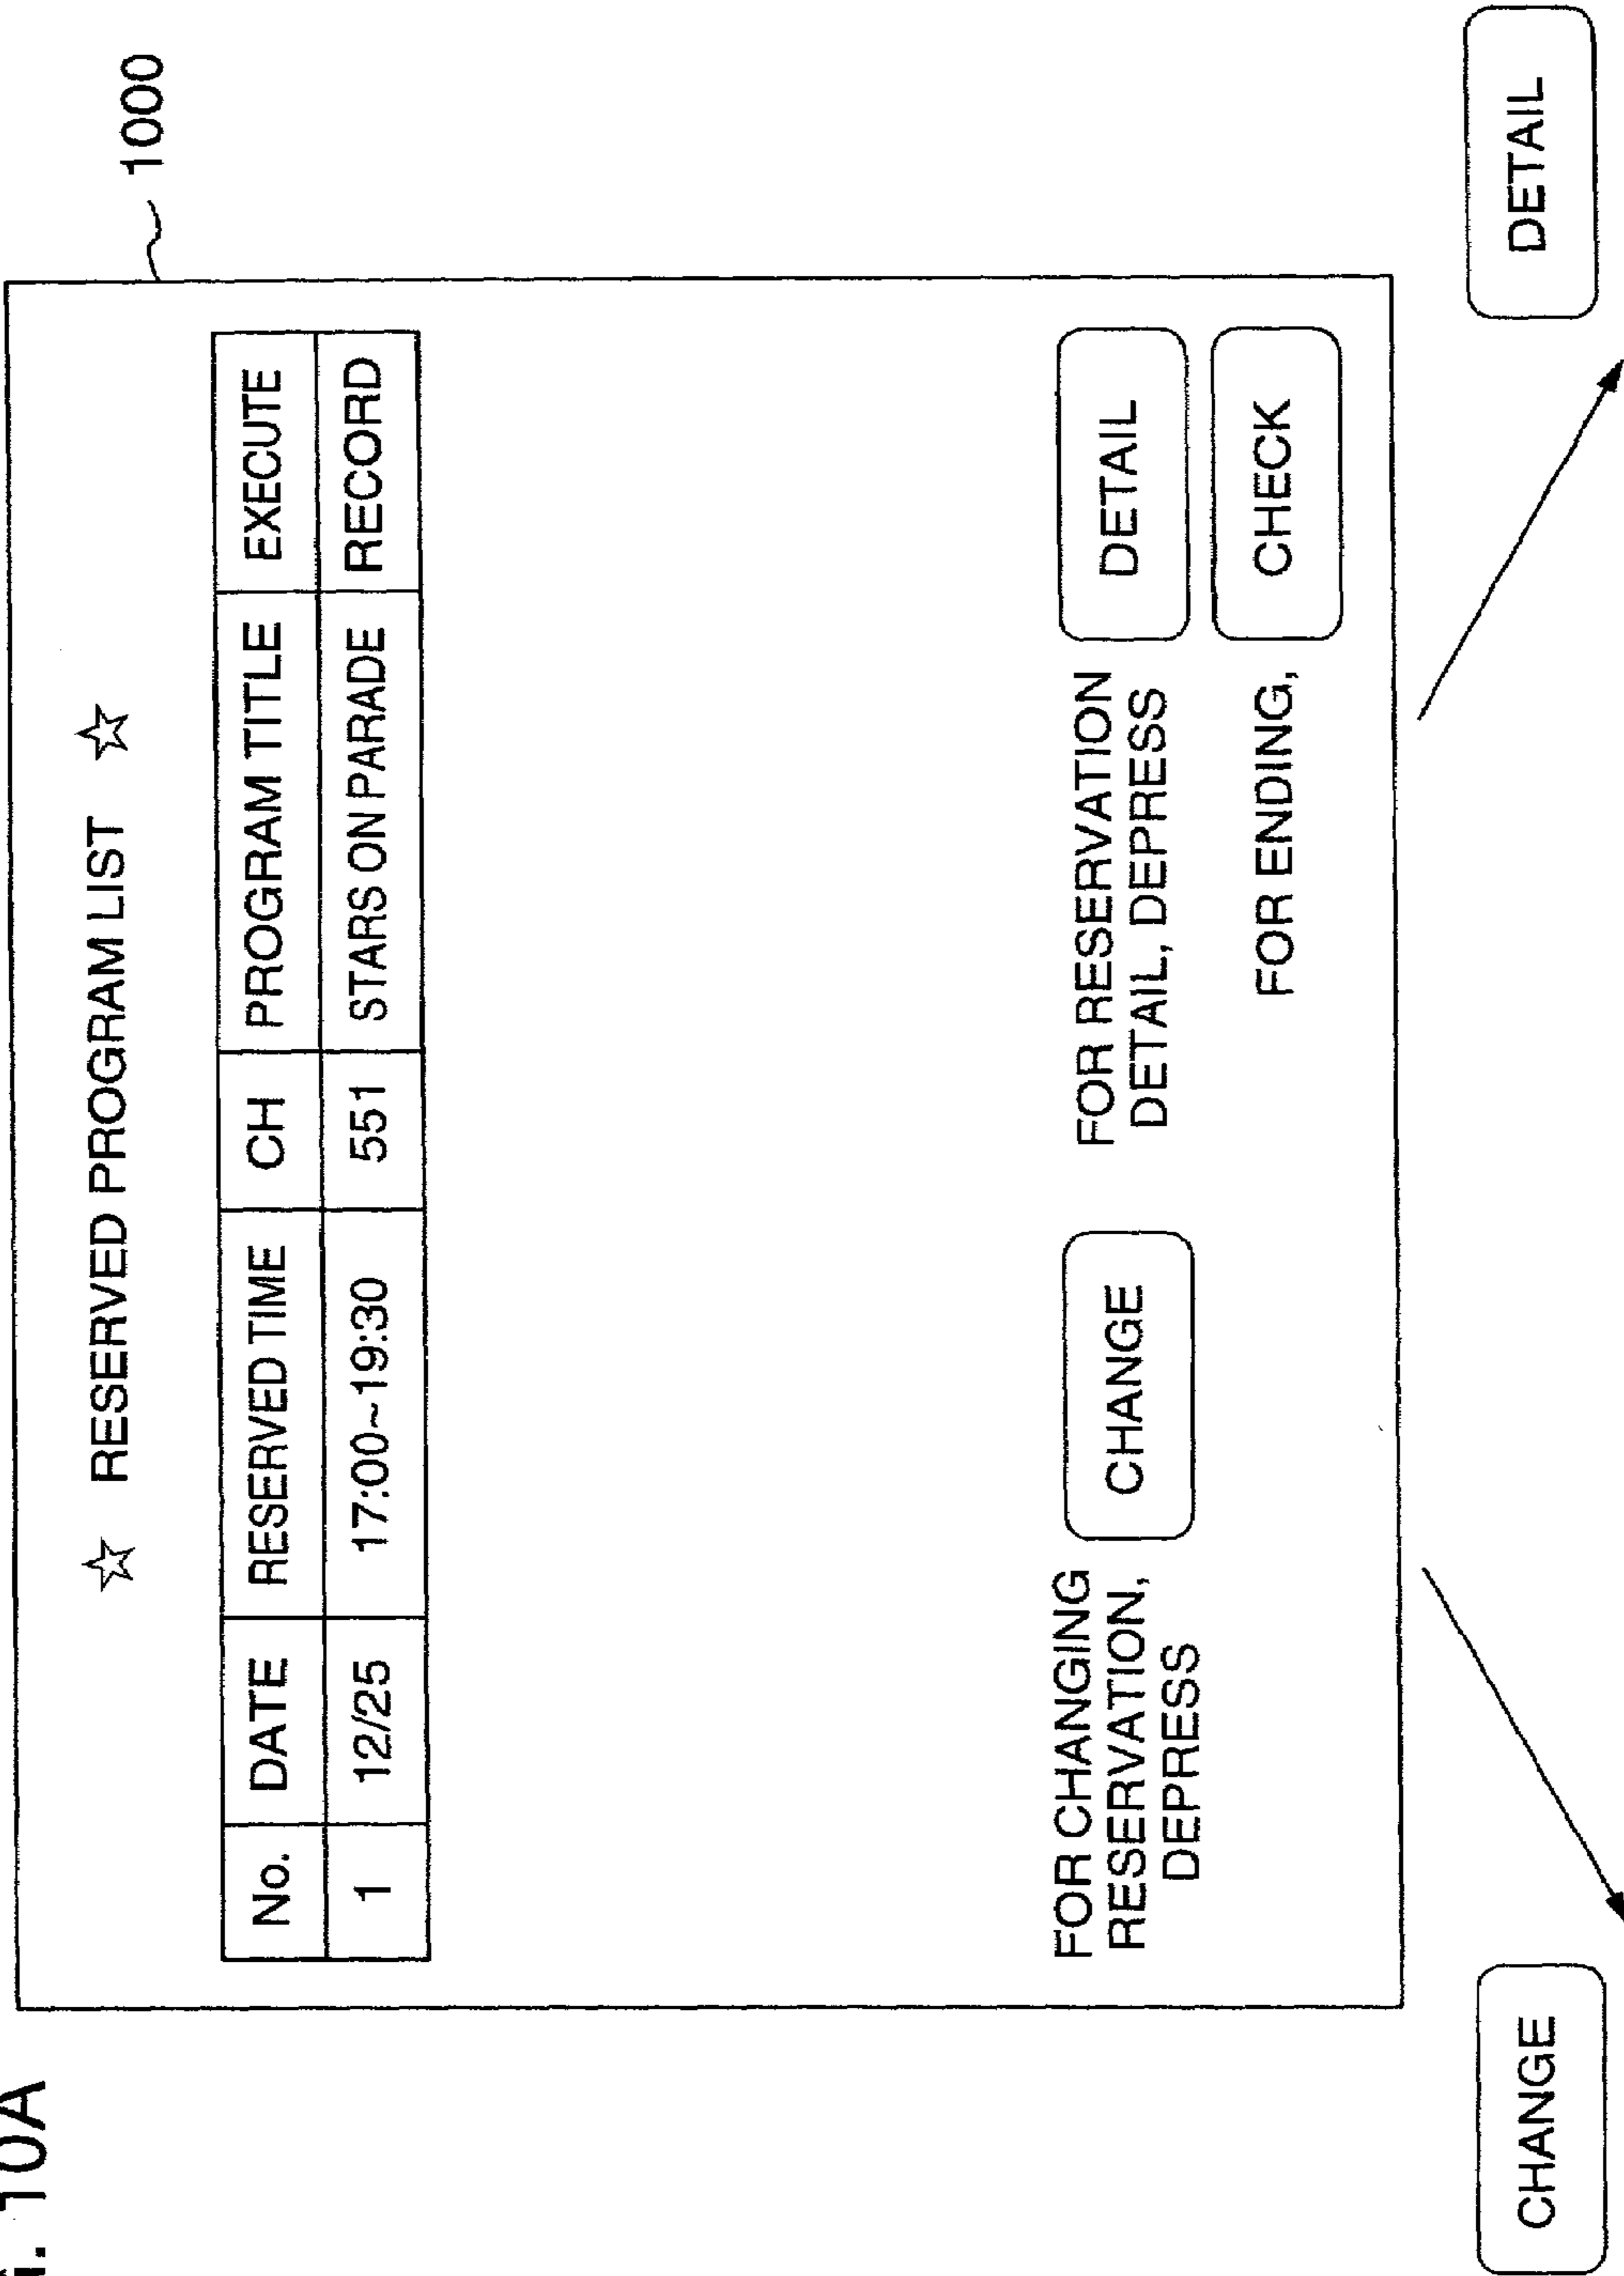 . 10A
1000
☆ RESERVED PROGRAM LIST ☆
No. DATE RESERVED TIME CH PROGRAM TITLE EXECUTE
1 12/25 17:00~19:30 551 STARS ON PARADE RECORD
FOR CHANGING
RESERVATION,
DEPRESS
CHANGE
FOR RESERVATION
DETAIL, DEPRESS
DETAIL
FOR ENDING,
CHECK
CHANGE
DETAIL